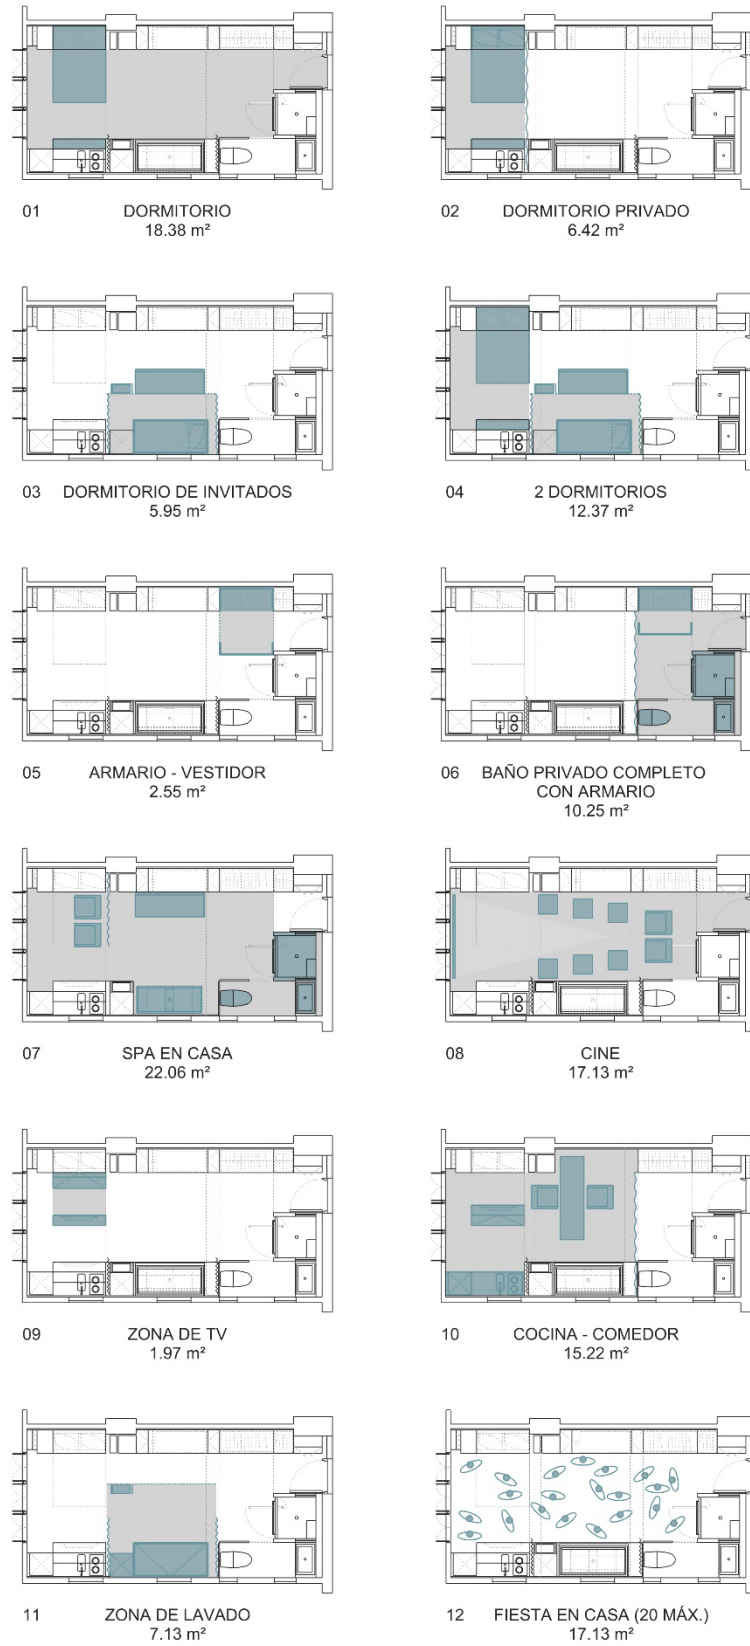 01 DORMITORIO
18.38 m²
02 DORMITORIO PRIVADO
6.42 m²
03 DORMITORIO DE INVITADOS
5.95 m²
04 2 DORMITORIOS
12.37 m²
05 ARMARIO - VESTIDOR
2.55 m²
06 BAÑO PRIVADO COMPLETO
CON ARMARIO
10.25 m²
07 SPA EN CASA
22.06 m²
08 CINE
17.13 m²
09 ZONA DE TV
1.97 m²
10 COCINA - COMEDOR
15.22 m²
11 ZONA DE LAVADO
7.13 m²
12 FIESTA EN CASA (20 MÁX.)
17.13 m²